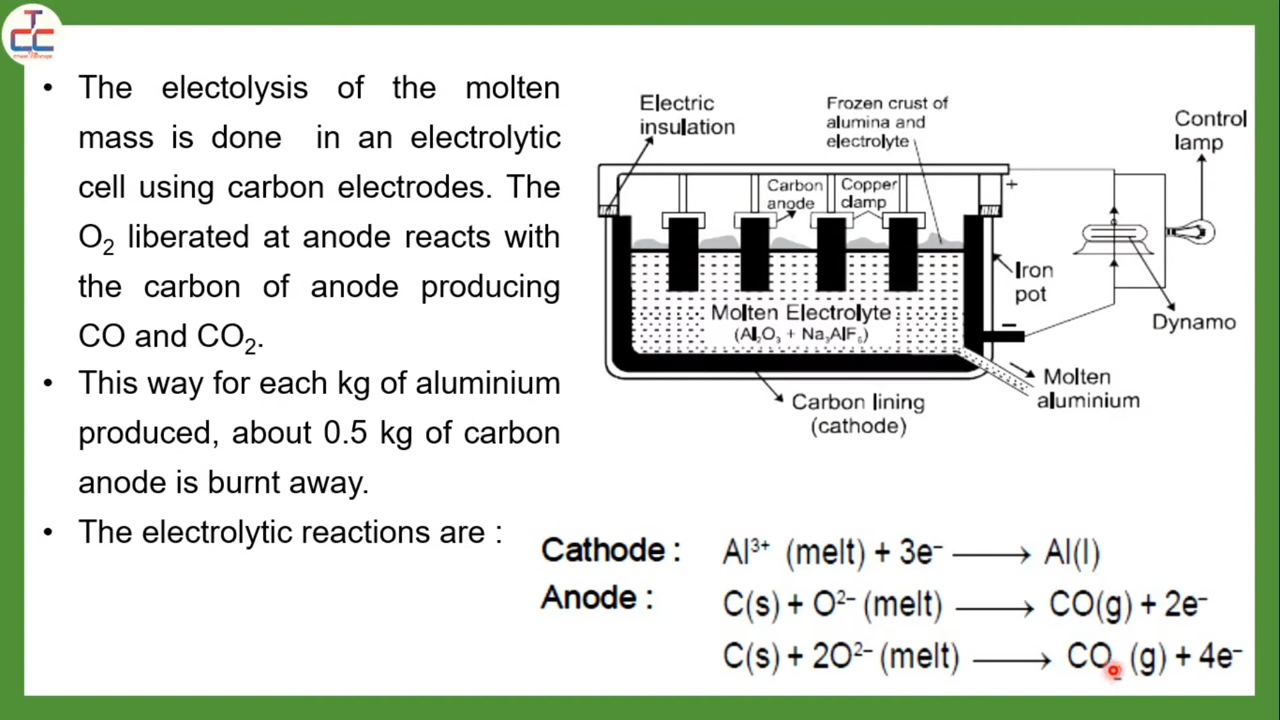 T
CC
The
Chem Concept
• The electolysis of the molten
mass is done in an electrolytic
cell using carbon electrodes. The
O₂ liberated at anode reacts with
the carbon of anode producing
CO and CO₂.
• This way for each kg of aluminium
produced, about 0.5 kg of carbon
anode is burnt away.
• The electrolytic reactions are :
Electric
insulation
Frozen crust of
alumina and
electrolyte
Control
lamp
Carbon
anode
Copper
clamp
+
Iron
pot
Molten Electrolyte
(Al₂O₃ + Na₃AlF₆)
−
Dynamo
Molten
aluminium
Carbon lining
(cathode)
Cathode : Al³⁺ (melt) + 3e⁻ ⟶ Al(l)
Anode : C(s) + O²⁻ (melt) ⟶ CO(g) + 2e⁻
C(s) + 2O²⁻ (melt) ⟶ CO₂ (g) + 4e⁻